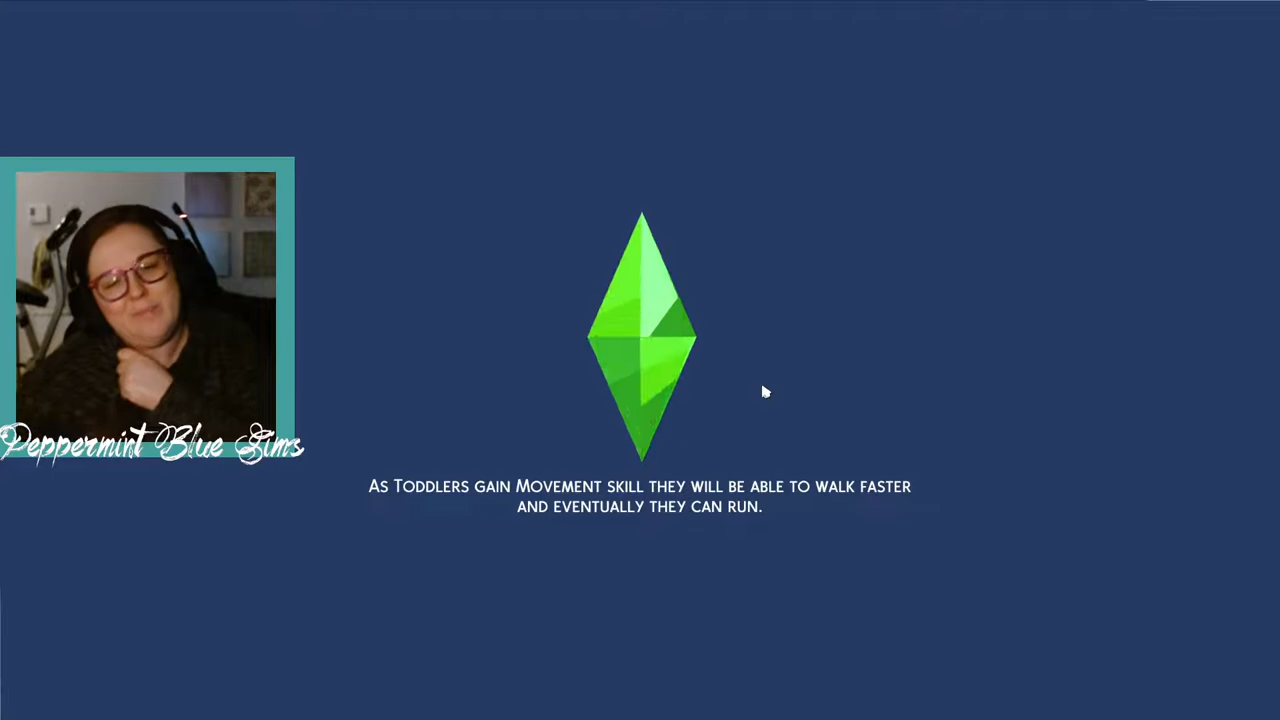 Peppermint Blue Sims
As Toddlers gain Movement skill they will be able to walk faster
and eventually they can run.